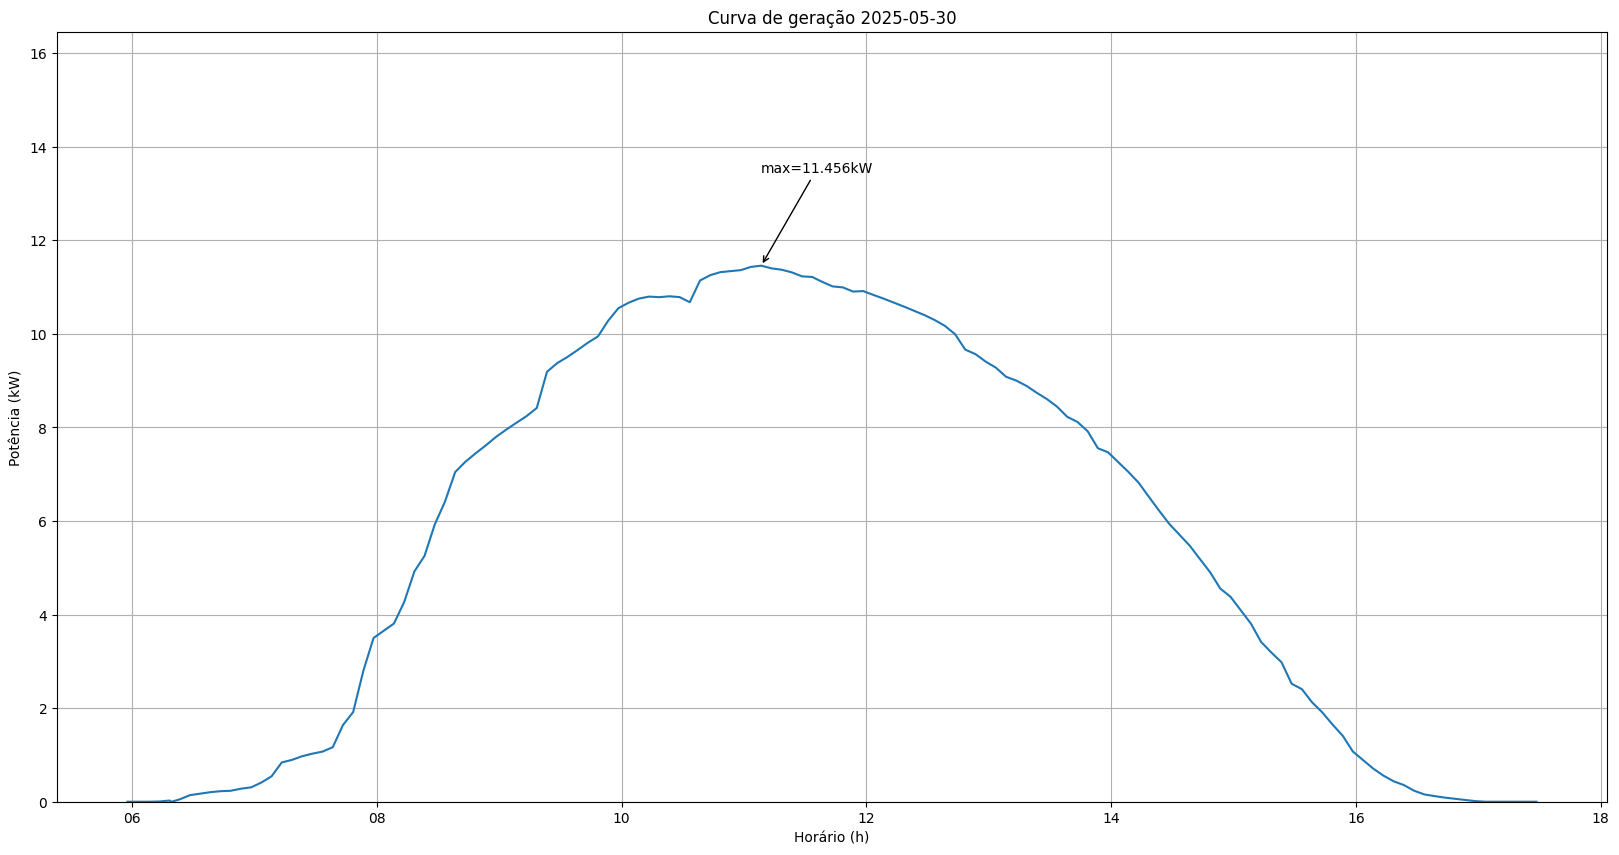 Curva de geração 2025-05-30
16
14
max=11.456kW
12
10
8
6
4
2
0
Potência (kW)
06 08 10 12 14 16 18
Horário (h)